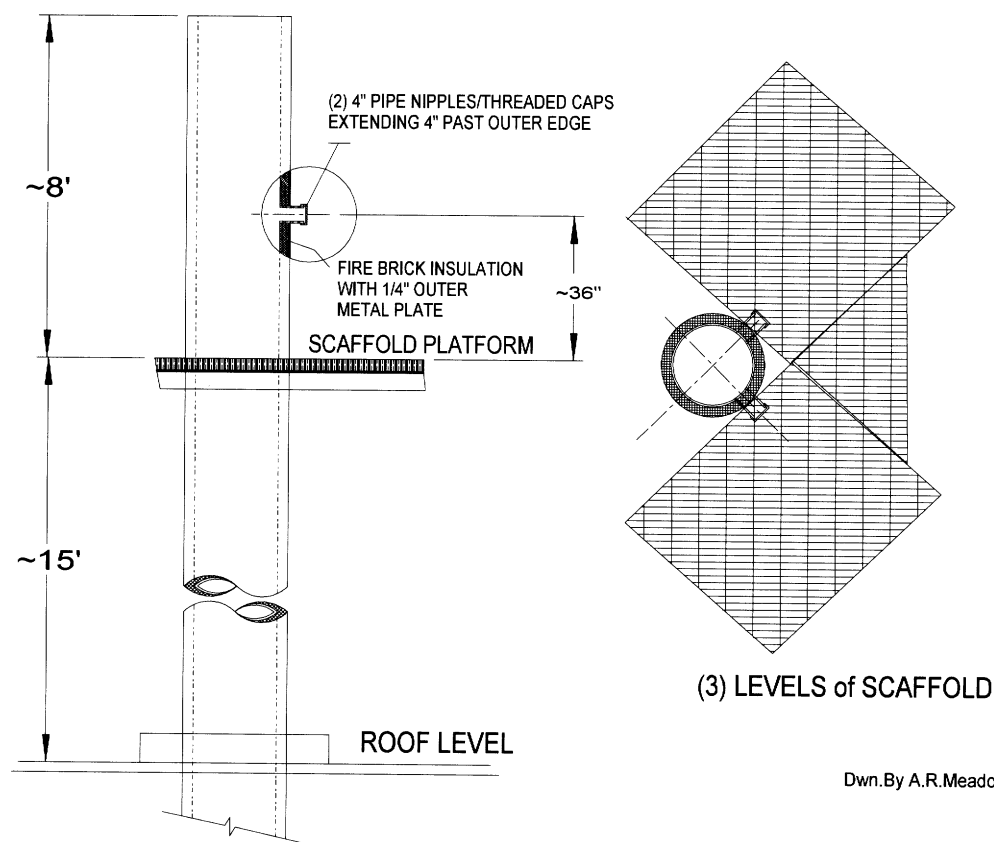 (2) 4" PIPE NIPPLES/THREADED CAPS
EXTENDING 4" PAST OUTER EDGE
~8'
FIRE BRICK INSULATION
WITH 1/4" OUTER
METAL PLATE
~36"
SCAFFOLD PLATFORM
~15'
(3) LEVELS of SCAFFOLD
ROOF LEVEL
Dwn.By A.R.Meado